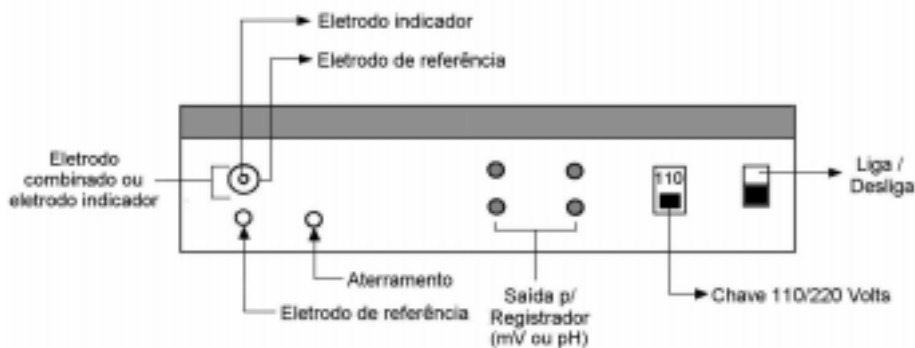 Eletrodo indicador
Eletrodo de referência
Eletrodo
combinado ou
eletrodo indicador
110
Liga /
Desliga
Aterramento
Eletrodo de referência
Saída p/
Registrador
(mV ou pH)
Chave 110/220 Volts